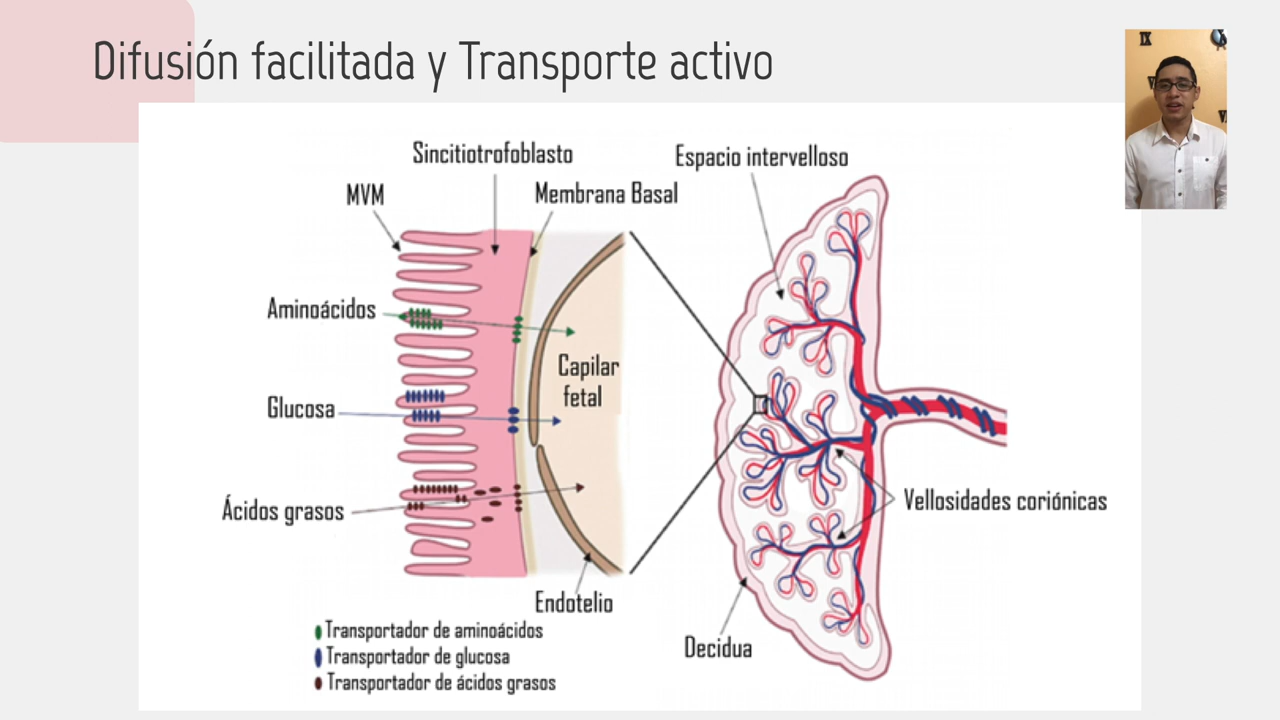 Difusión facilitada y Transporte activo
Sincitiotrofoblasto
MVM
Membrana Basal
Aminoácidos
Glucosa
Ácidos grasos
Capilar
fetal
Endotelio
Transportador de aminoácidos
Transportador de glucosa
Transportador de ácidos grasos
Espacio intervelloso
Vellosidades coriónicas
Decidua
IX